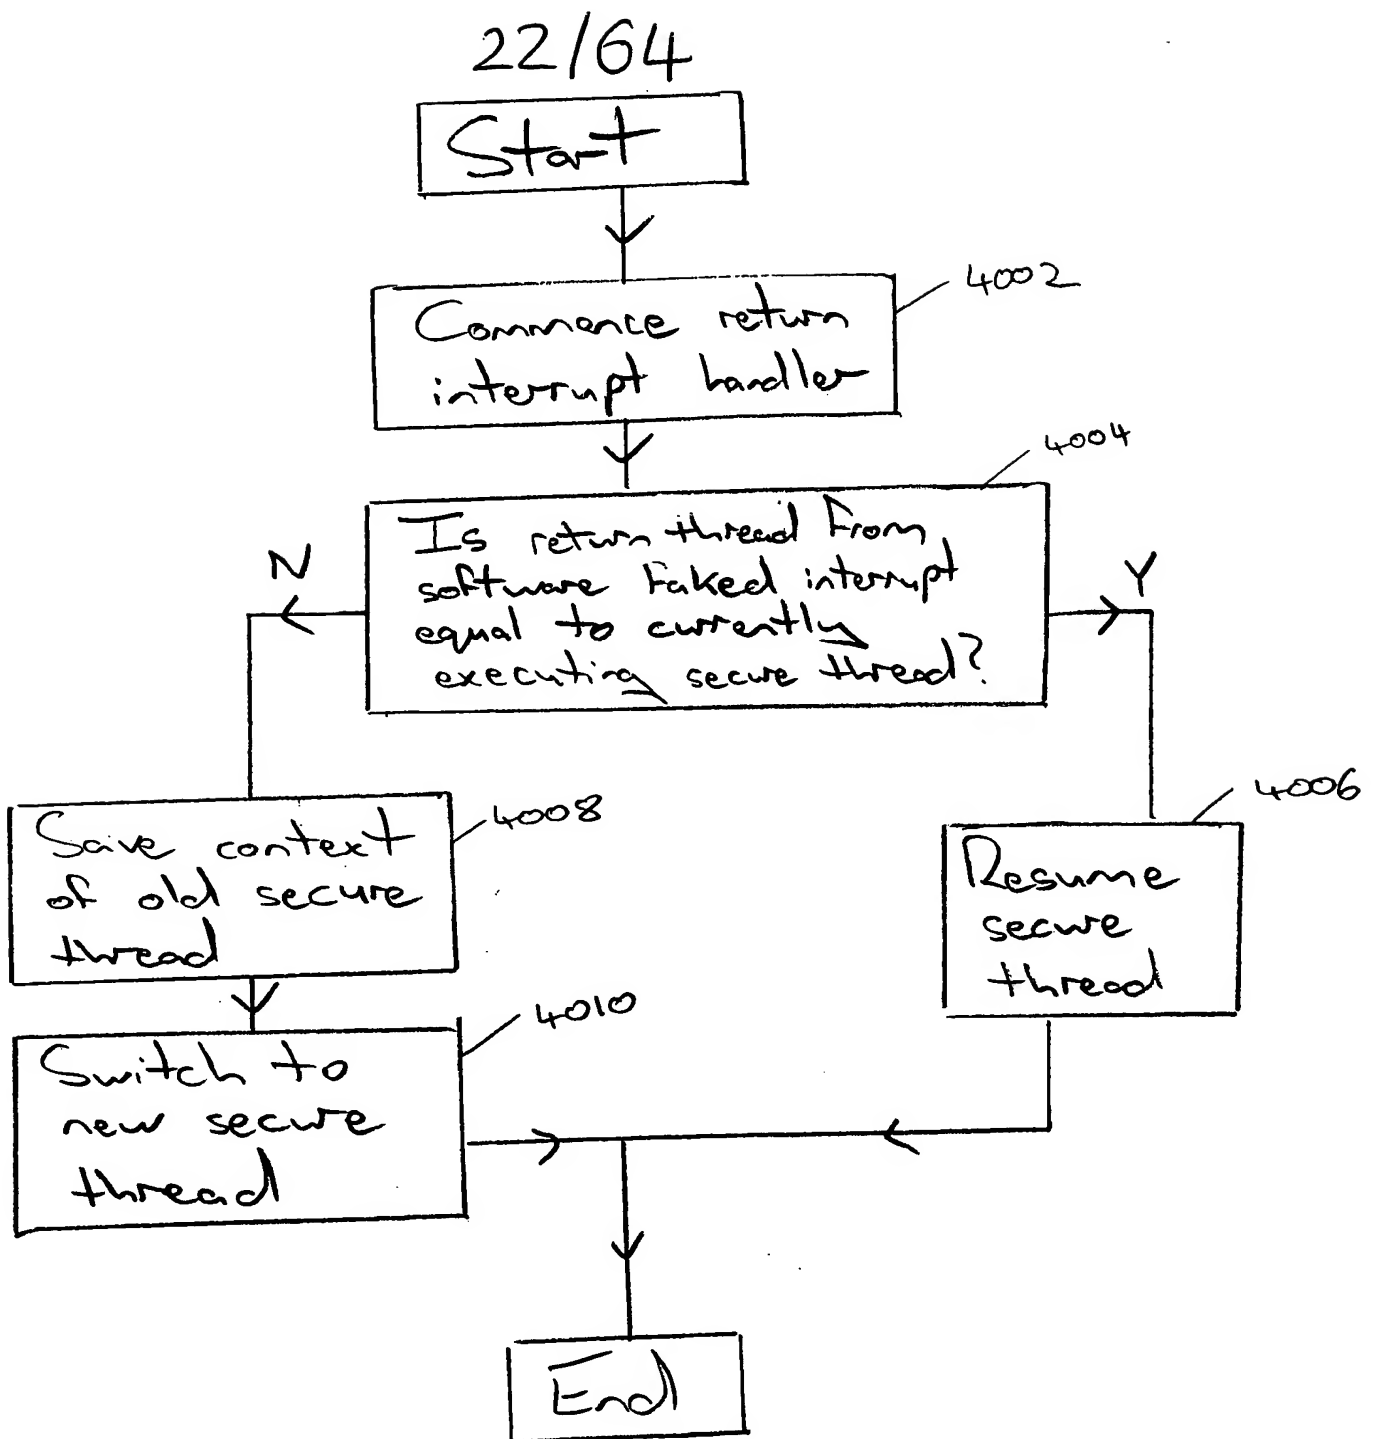 22/64
Start
Commence return
interrupt handler
4002
4004
Is return thread from
software faked interrupt
equal to currently
executing secure thread?
N
Y
Save context
of old secure
thread
4008
4006
Resume
secure
thread
Switch to
new secure
thread
4010
End